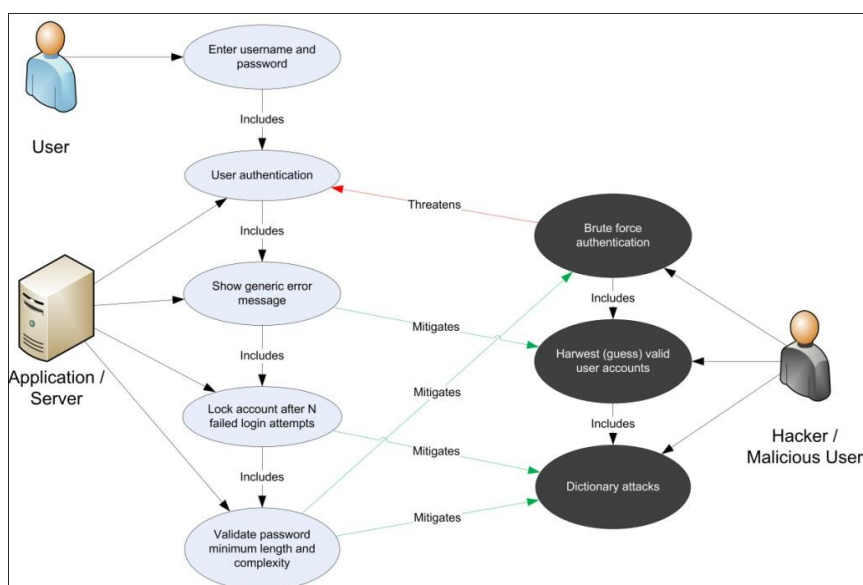 Enter username and
password
User
Includes
User authentication
Threatens
Brute force
authentication
Includes
Includes
Show generic error
message
Mitigates
Harwest (guess) valid
user accounts
Application /
Server
Includes
Mitigates
Includes
Lock account after N
failed login attempts
Mitigates
Hacker /
Malicious User
Includes
Dictionary attacks
Mitigates
Validate password
minimum length and
complexity